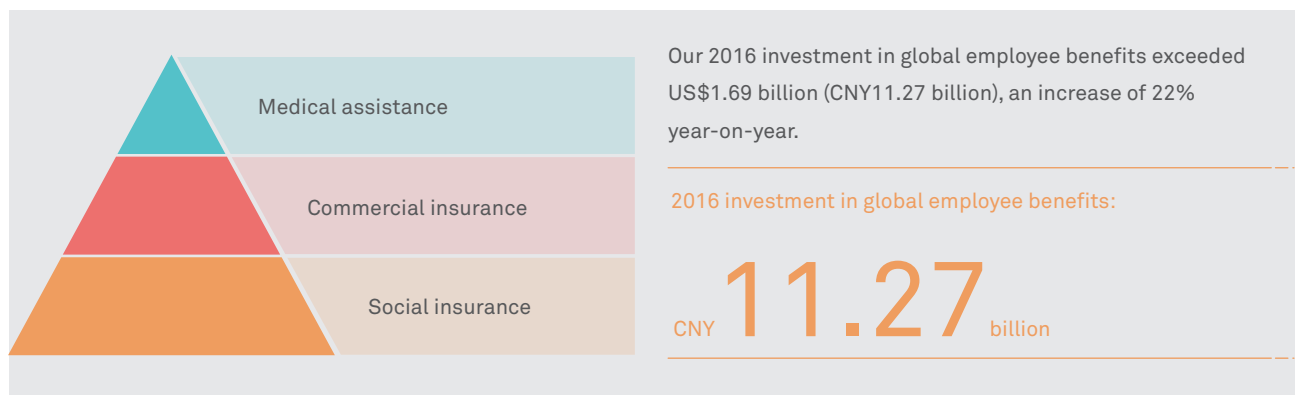 Medical assistance
Commercial insurance
Social insurance
Our 2016 investment in global employee benefits exceeded
US$1.69 billion (CNY11.27 billion), an increase of 22%
year-on-year.
2016 investment in global employee benefits:
CNY 11.27 billion